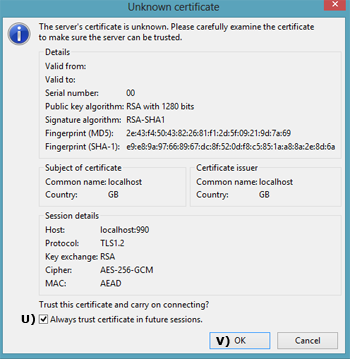 Unknown certificate
The server's certificate is unknown. Please carefully examine the certificate
to make sure the server can be trusted.
Details
Valid from:
Valid to:
Serial number: 00
Public key algorithm: RSA with 1280 bits
Signature algorithm: RSA-SHA1
Fingerprint (MD5): 2e:43:f4:50:43:82:26:81:f1:2d:5f:09:21:9d:7a:69
Fingerprint (SHA-1): e9:e8:9a:97:66:89:67:dc:8f:52:0d:f8:c5:85:1a:a8:8a:2e:8d:6a
Subject of certificate
Common name: localhost
Country: GB
Certificate issuer
Common name: localhost
Country: GB
Session details
Host: localhost:990
Protocol: TLS1.2
Key exchange: RSA
Cipher: AES-256-GCM
MAC: AEAD
Trust this certificate and carry on connecting?
U) Always trust certificate in future sessions.
V) OK Cancel